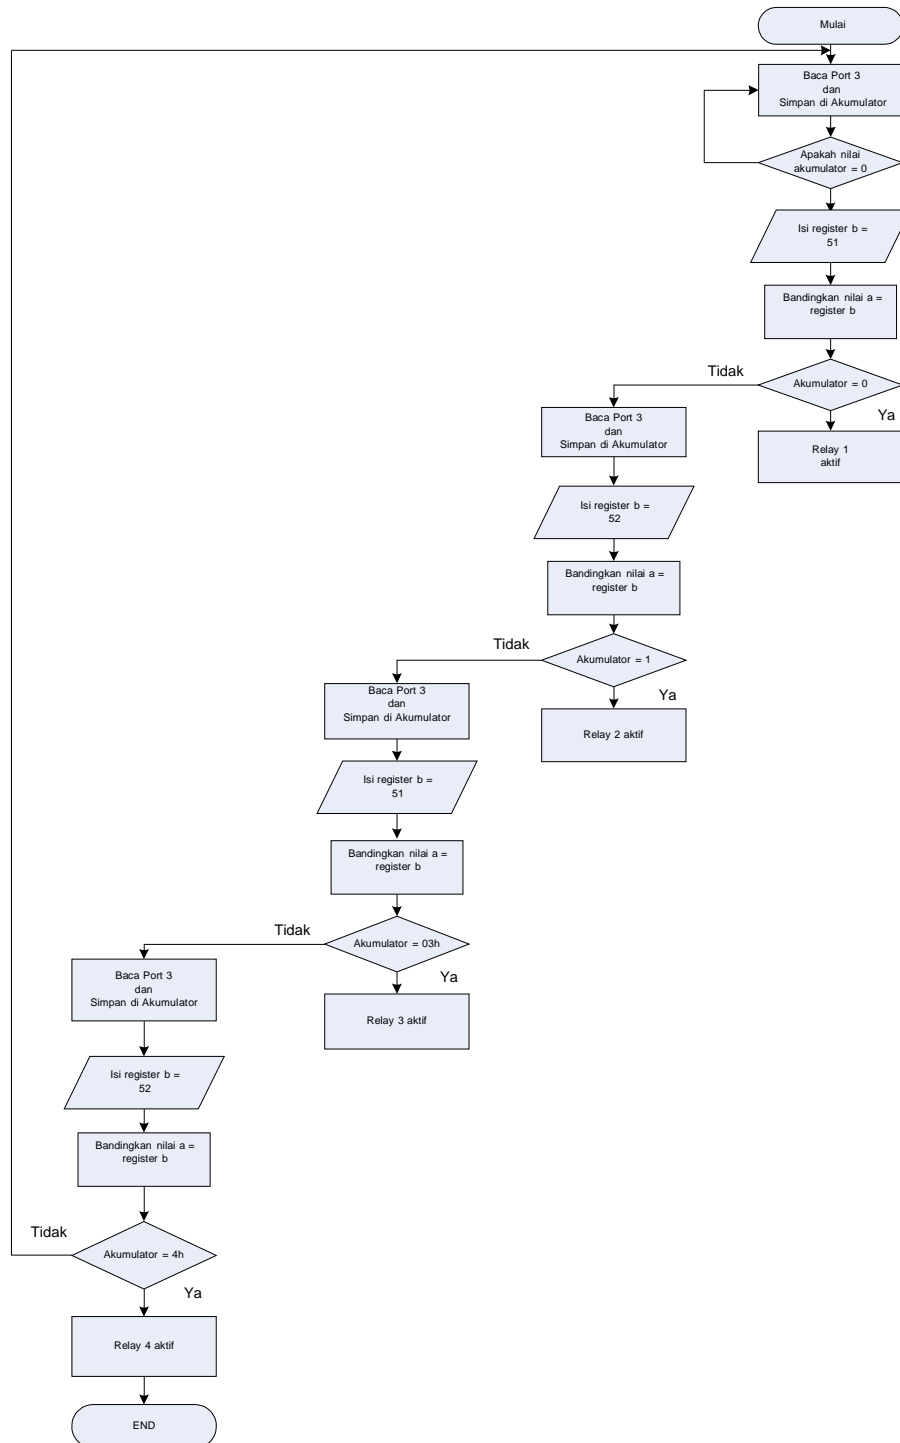 Mulai
Baca Port 3
dan
Simpan di Akumulator
Apakah nilai
akumulator = 0
Isi register b =
51
Bandingkan nilai a =
register b
Tidak
Akumulator = 0
Ya
Relay 1
aktif
Baca Port 3
dan
Simpan di Akumulator
Isi register b =
52
Bandingkan nilai a =
register b
Tidak
Akumulator = 1
Ya
Relay 2 aktif
Baca Port 3
dan
Simpan di Akumulator
Isi register b =
51
Bandingkan nilai a =
register b
Tidak
Akumulator = 03h
Ya
Relay 3 aktif
Baca Port 3
dan
Simpan di Akumulator
Isi register b =
52
Bandingkan nilai a =
register b
Tidak
Akumulator = 4h
Ya
Relay 4 aktif
END